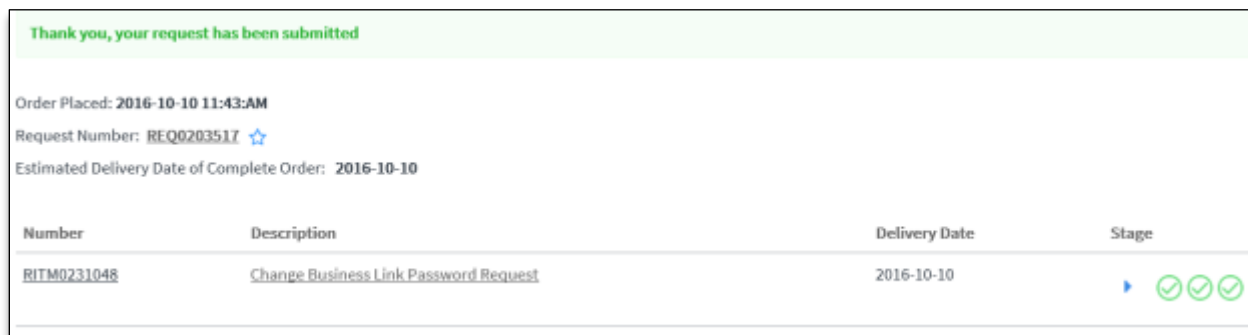 Thank you, your request has been submitted
Order Placed: 2016-10-10 11:43:AM
Request Number: REQ0203517
Estimated Delivery Date of Complete Order: 2016-10-10
Number Description Delivery Date Stage
RITM0231048 Change Business Link Password Request 2016-10-10